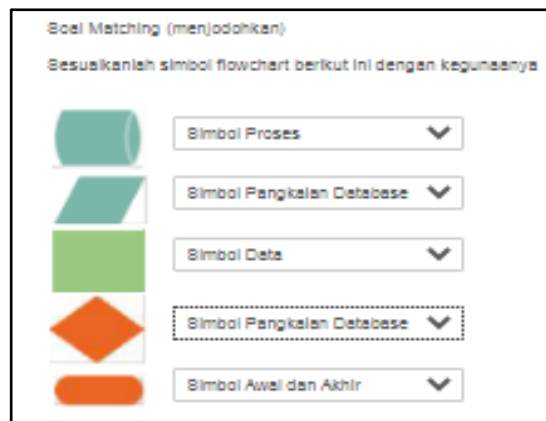 Soal Matching (menjodohkan)
Sesuaikanlah simbol flowchart berikut ini dengan kegunaanya
Simbol Proses
Simbol Pangkalan Database
Simbol Data
Simbol Pangkalan Database
Simbol Awal dan Akhir